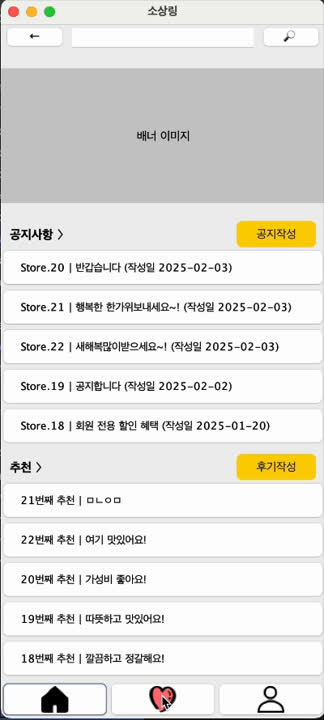 소상링
←
배너 이미지
공지사항 >
공지작성
Store.20 | 반갑습니다 (작성일 2025-02-03)
Store.21 | 행복한 한가위보내세요~! (작성일 2025-02-03)
Store.22 | 새해복많이받으세요~! (작성일 2025-02-03)
Store.19 | 공지합니다 (작성일 2025-02-02)
Store.18 | 회원 전용 할인 혜택 (작성일 2025-01-20)
추천 >
후기작성
21번째 추천 | ㅁㄴㅇㅁ
22번째 추천 | 여기 맛있어요!
20번째 추천 | 가성비 좋아요!
19번째 추천 | 따뜻하고 맛있어요!
18번째 추천 | 깔끔하고 정갈해요!